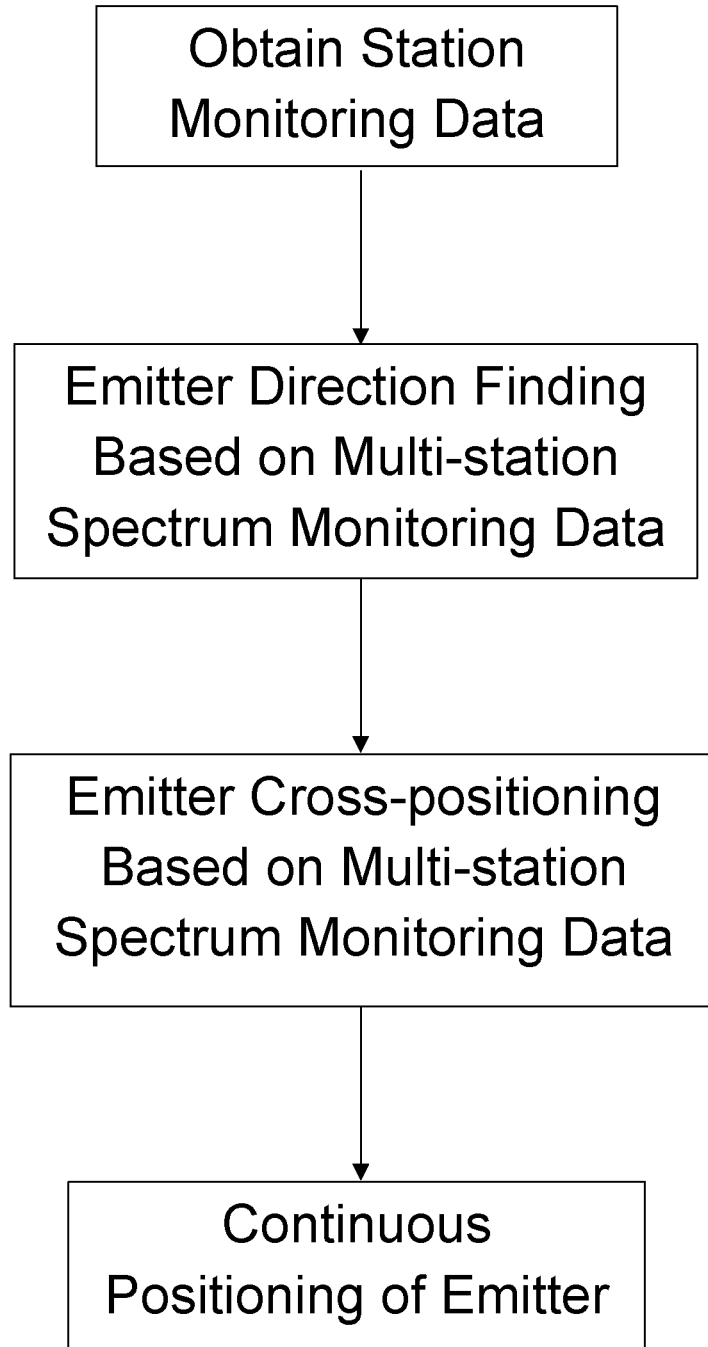 Obtain Station
Monitoring Data
Emitter Direction Finding
Based on Multi-station
Spectrum Monitoring Data
Emitter Cross-positioning
Based on Multi-station
Spectrum Monitoring Data
Continuous
Positioning of Emitter